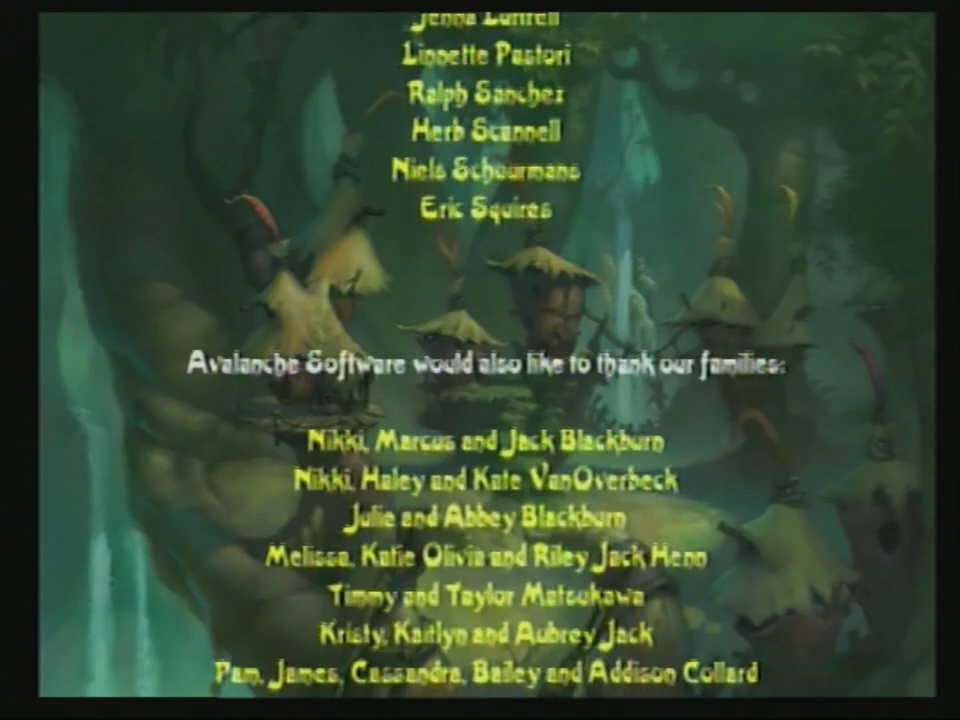 Jenna Luttrell
Linnette Pastori
Ralph Sanchez
Herb Scannell
Niels Schuurmans
Eric Squires
Avalanche Software would also like to thank our families:
Nikki, Marcus and Jack Blackburn
Nikki, Haley and Kate VanOverbeck
Julie and Abbey Blackburn
Melissa, Katie Olivia and Riley Jack Henn
Timmy and Taylor Matsukawa
Kristy, Kaitlyn and Aubrey Jack
Pam, James, Cassandra, Bailey and Addison Collard